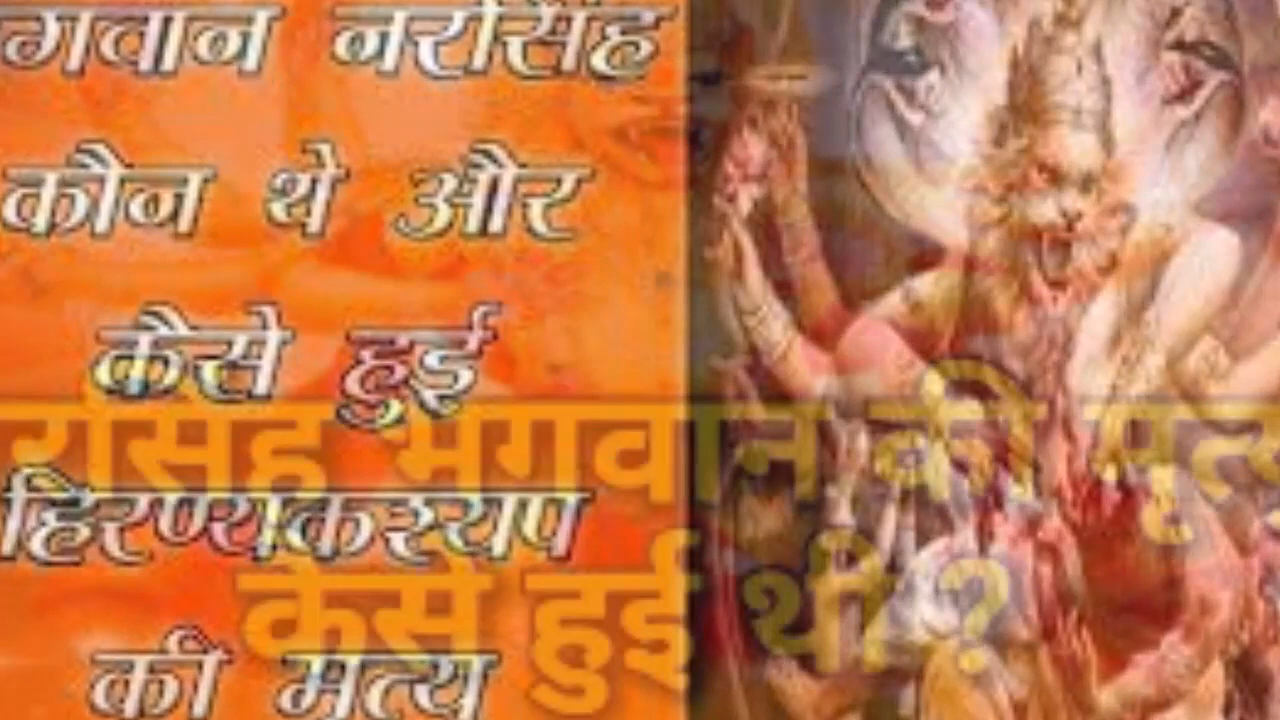 गवान नरसिंह
कौन थे और
कैसे हुई
रसिंह भगवान की मृत्यु
हिरण्यकश्यप
कैसे हुई थी ?
की मृत्यु